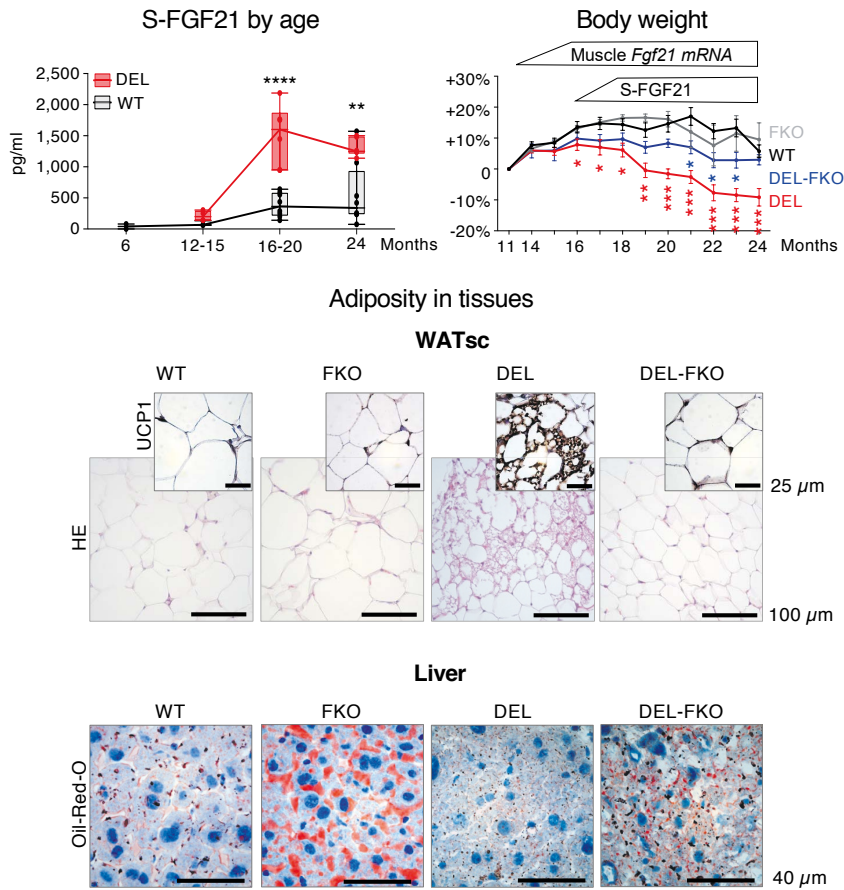 S-FGF21 by age
2,500
2,000
1,500
1,000
500
0
pg/ml
DEL
WT
****
**
6 12-15 16-20 24 Months
Body weight
Muscle Fgf21 mRNA
S-FGF21
+30%
+20%
+10%
0
-10%
-20%
FKO
WT
DEL-FKO
DEL
* * * ** *** *** *** *** ***
* * *
11 14 16 18 20 22 24 Months
Adiposity in tissues
WATsc
WT FKO DEL DEL-FKO
UCP1
25 µm
HE
100 µm
Liver
WT FKO DEL DEL-FKO
Oil-Red-O
40 µm